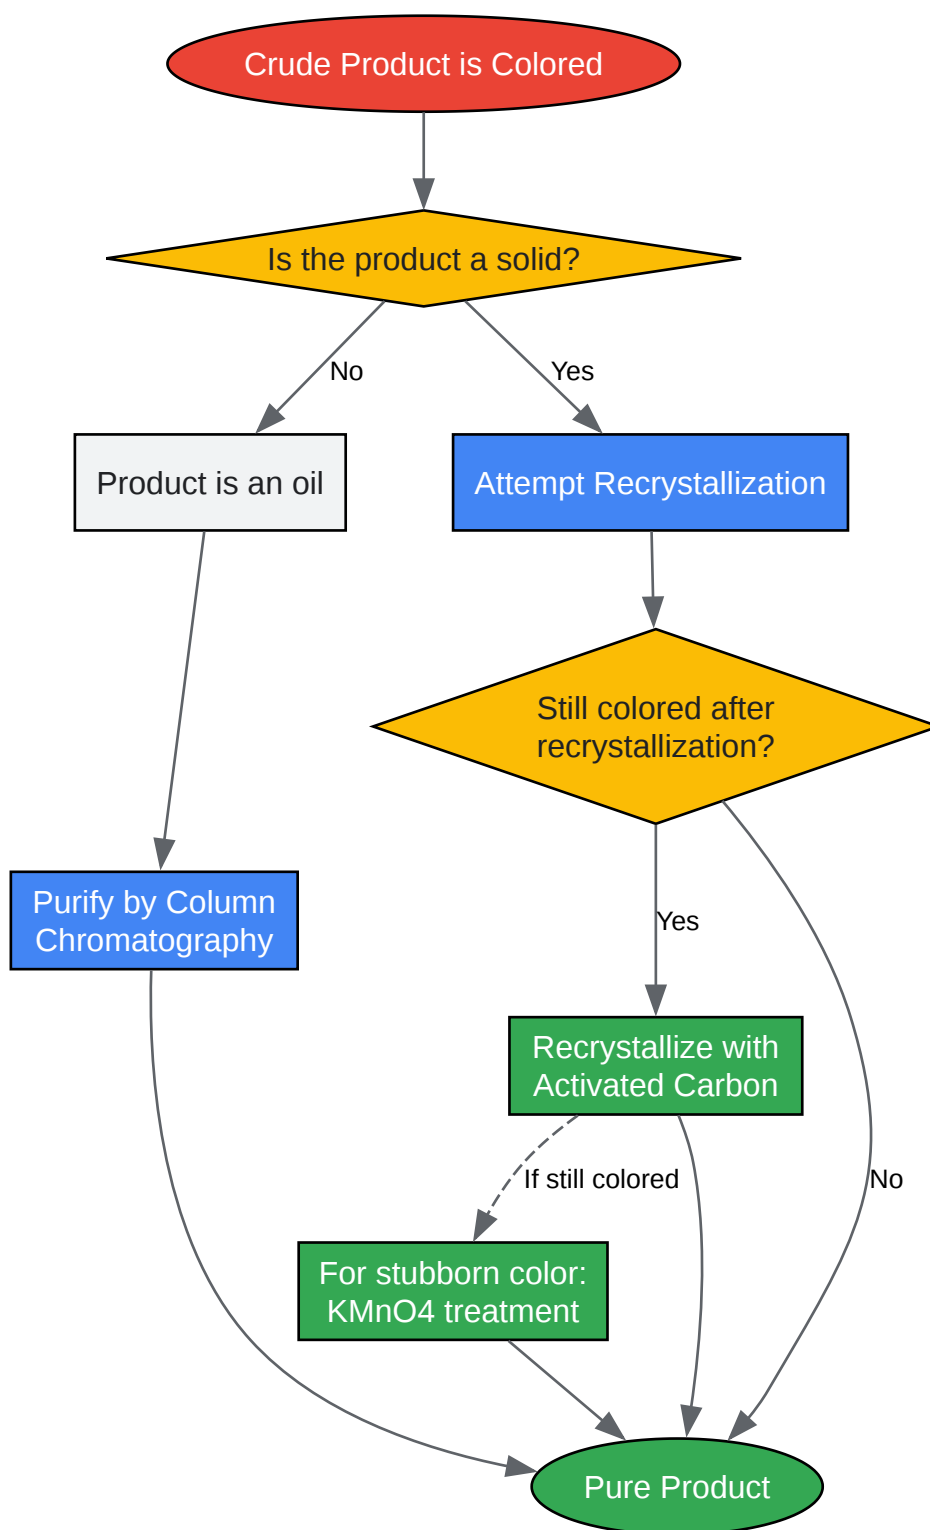 Crude Product is Colored
Is the product a solid?
No
Yes
Product is an oil
Attempt Recrystallization
Still colored after
recrystallization?
Purify by Column
Chromatography
Yes
Recrystallize with
Activated Carbon
If still colored
No
For stubborn color:
KMnO4 treatment
Pure Product